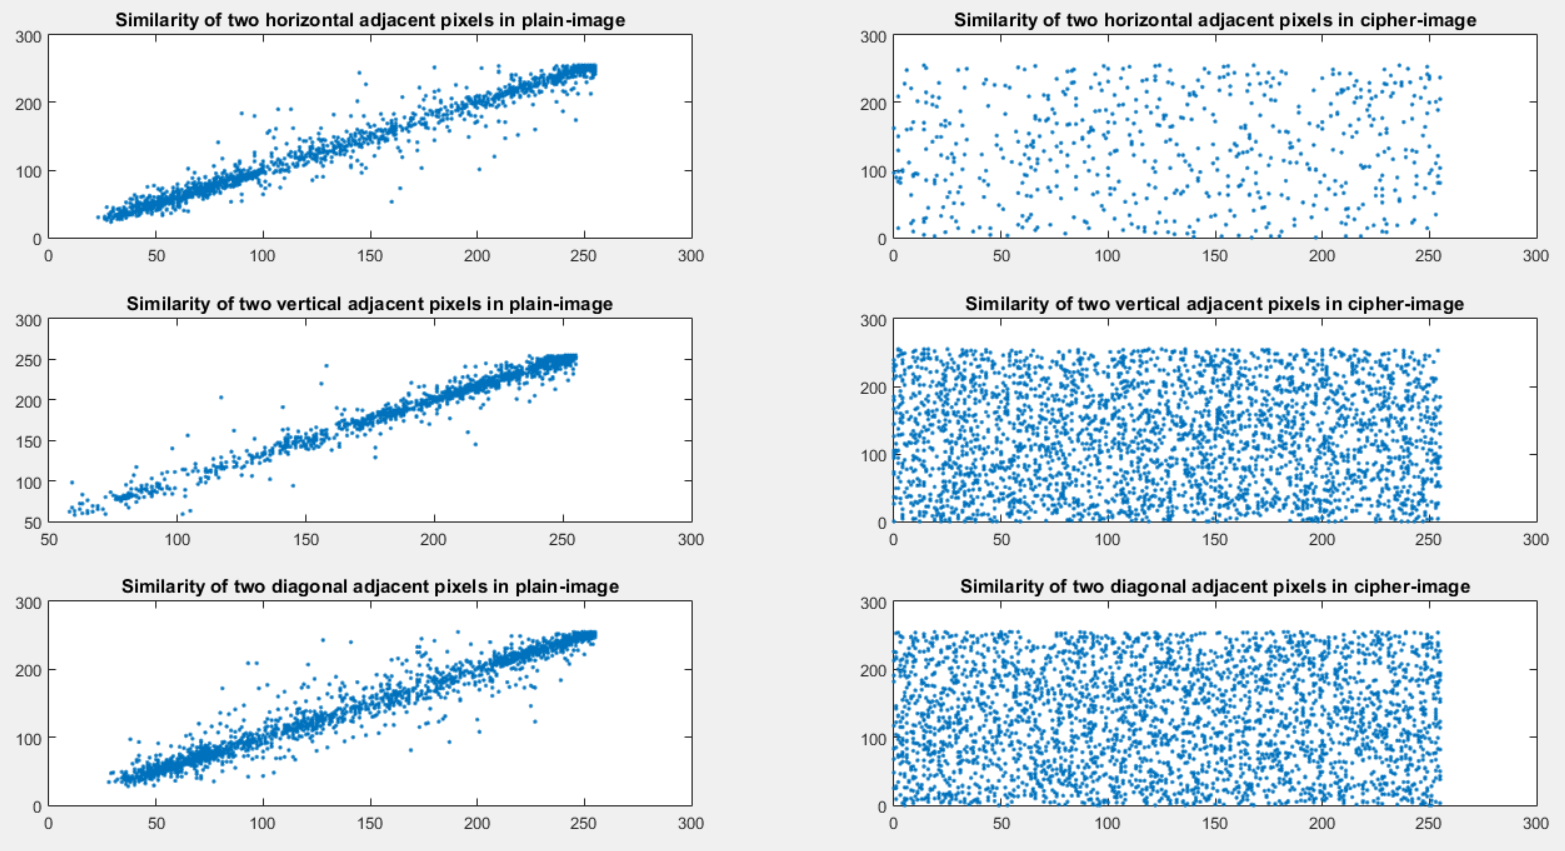 Similarity of two horizontal adjacent pixels in plain-image
300
200
100
0
0 50 100 150 200 250 300
Similarity of two horizontal adjacent pixels in cipher-image
300
200
100
0
0 50 100 150 200 250 300
Similarity of two vertical adjacent pixels in plain-image
300
250
200
150
100
50
50 100 150 200 250 300
Similarity of two vertical adjacent pixels in cipher-image
300
200
100
0
0 50 100 150 200 250 300
Similarity of two diagonal adjacent pixels in plain-image
300
200
100
0
0 50 100 150 200 250 300
Similarity of two diagonal adjacent pixels in cipher-image
300
200
100
0
0 50 100 150 200 250 300